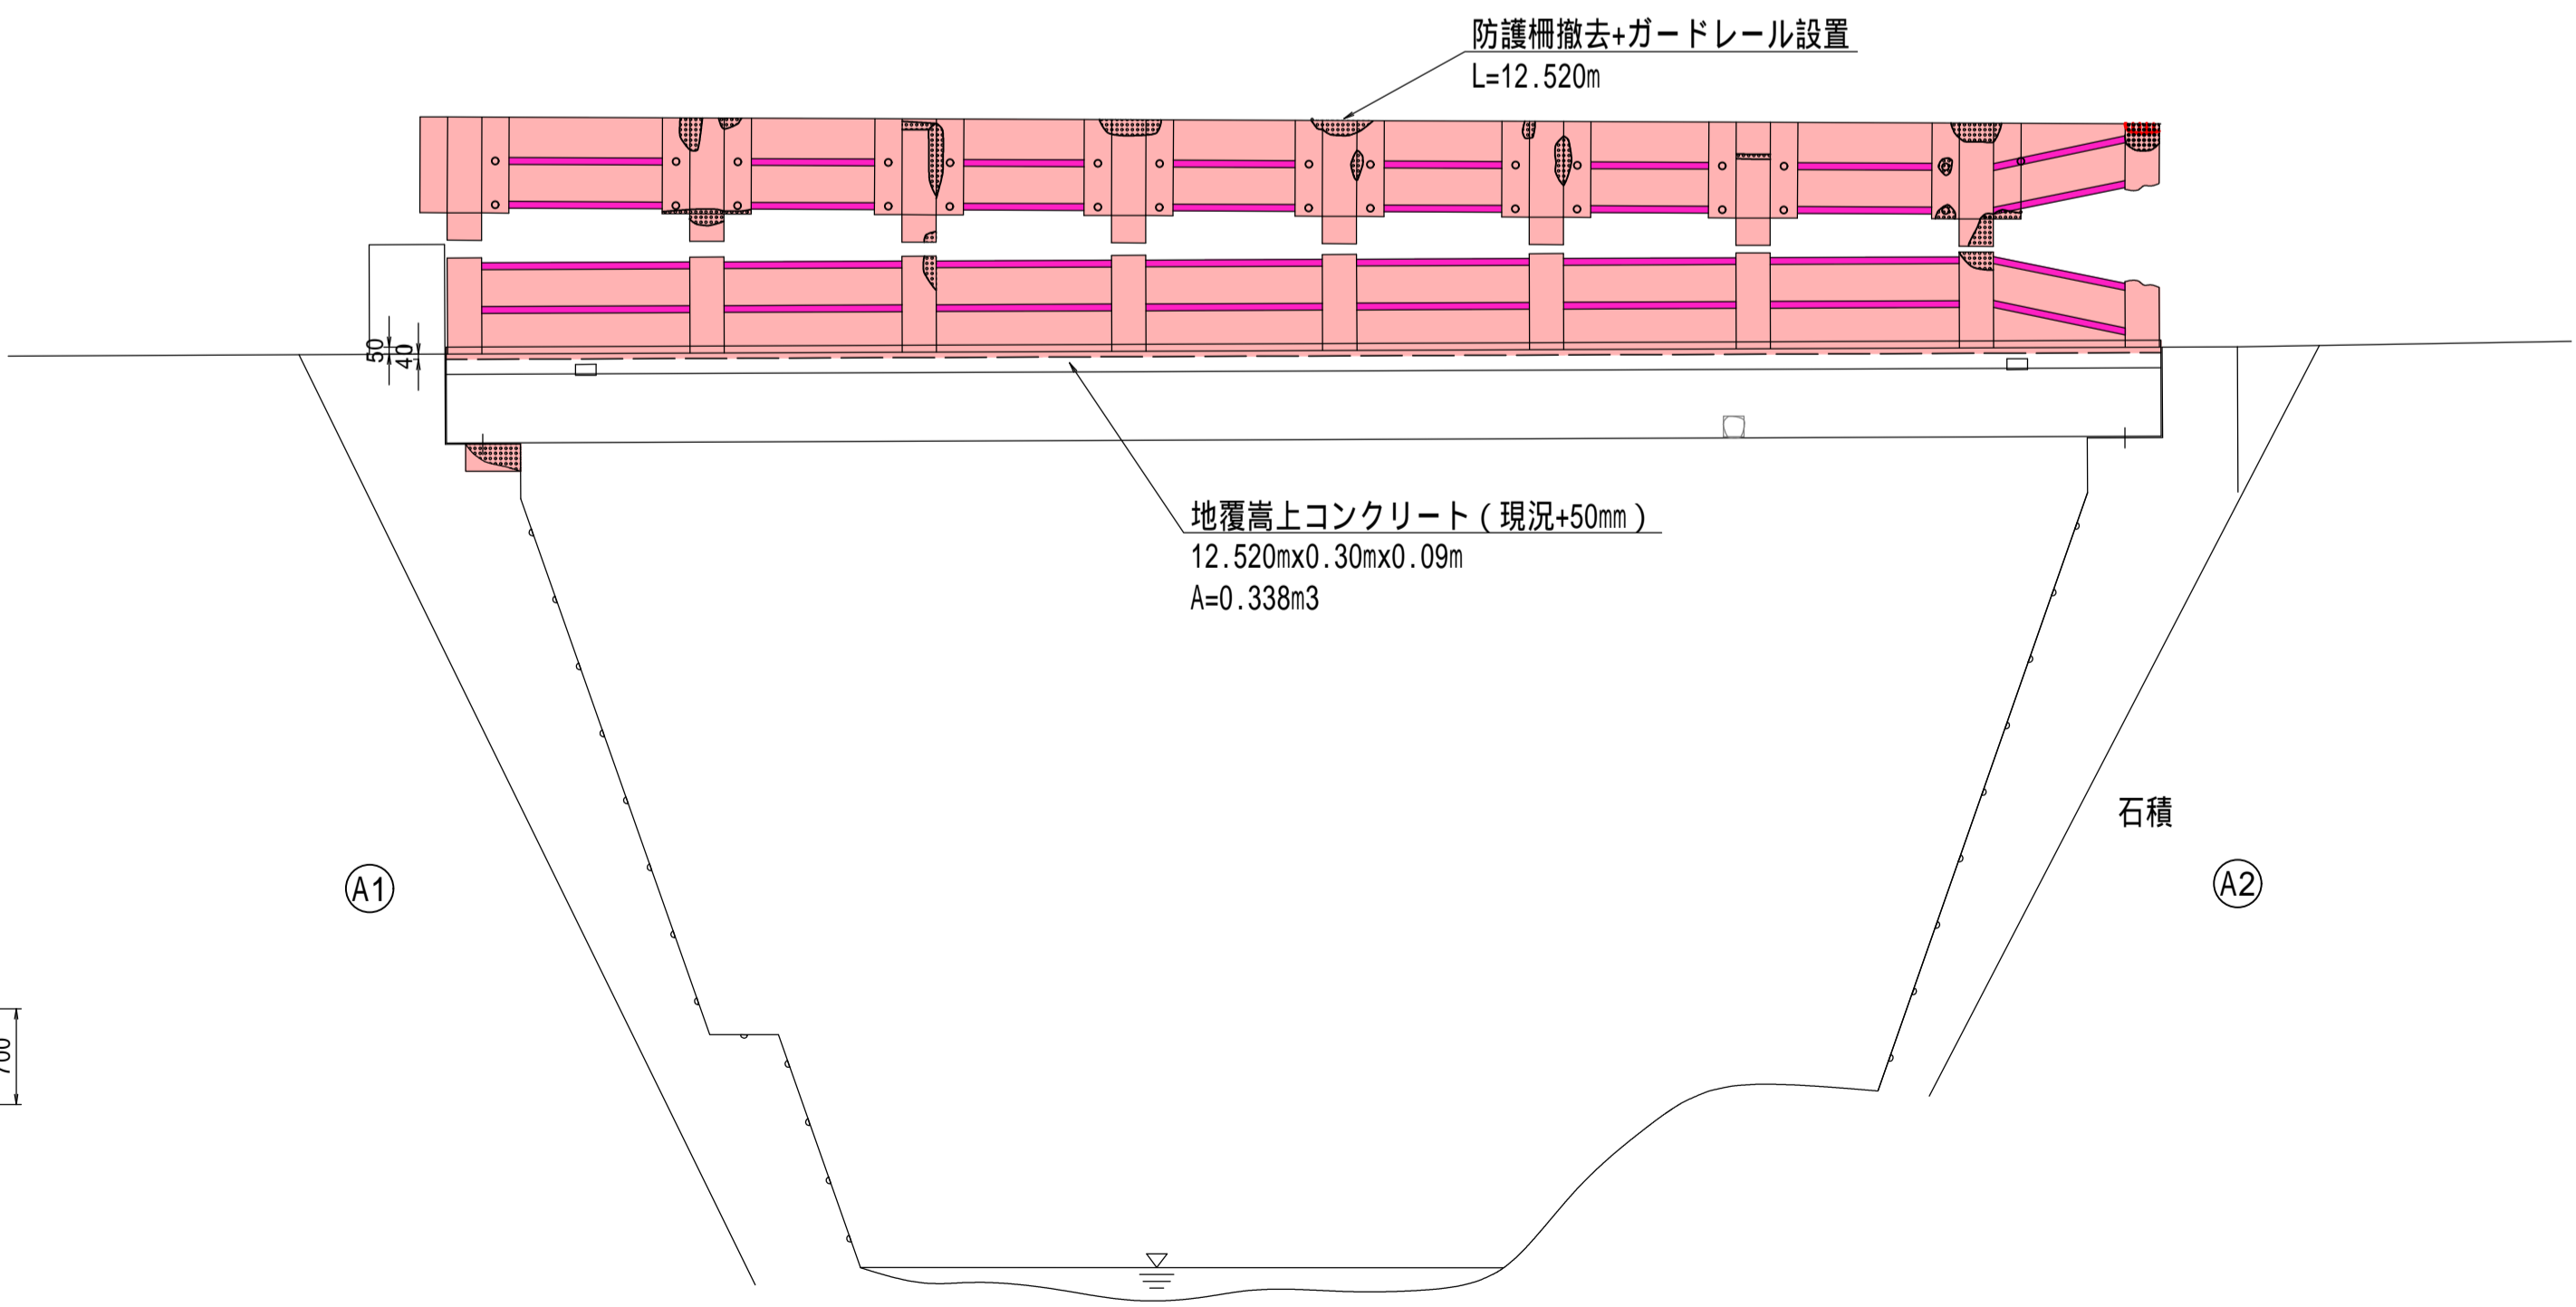 防護柵撤去+ガードレール設置
L=12.520m
50
40
地覆嵩上コンクリート（現況+50㎜）
12.520mx0.30mx0.09m
A=0.338m3
石積
A1
A2
700